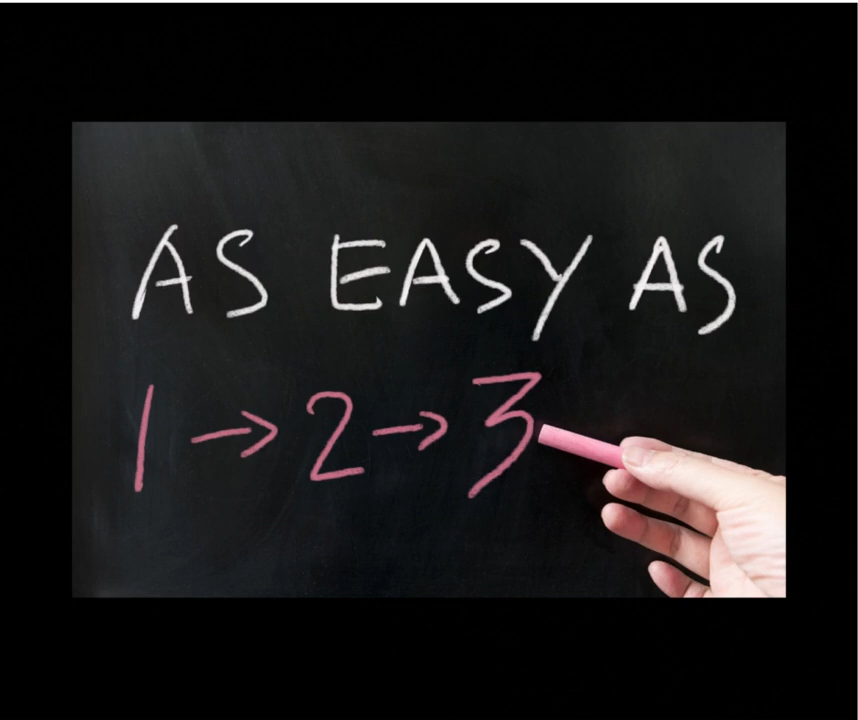 AS EASY AS
1 → 2 → 3